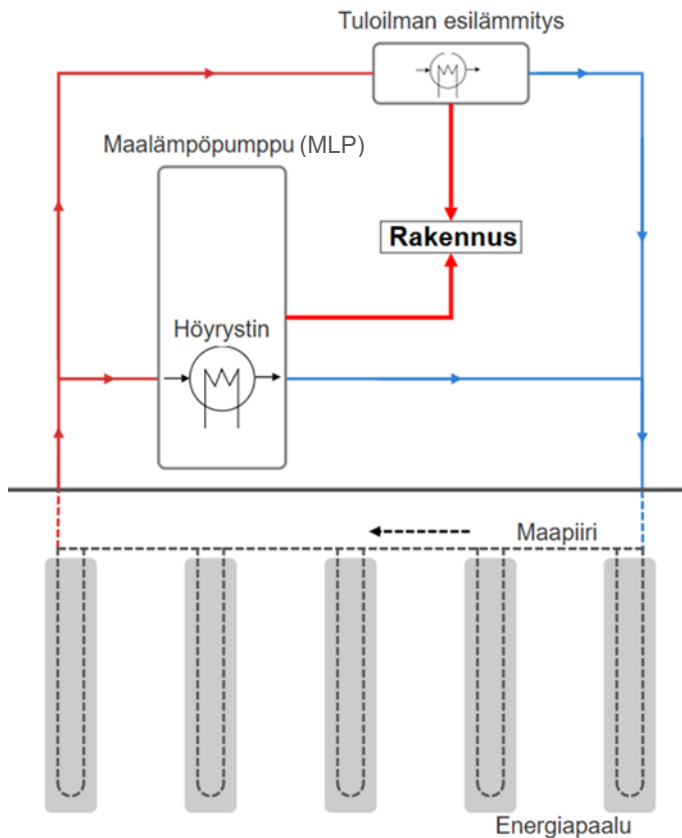 Tuloilman esilämmitys
Maalämpöpumppu (MLP)
Rakennus
Höyrystin
Maapiiri
Energiapaalu